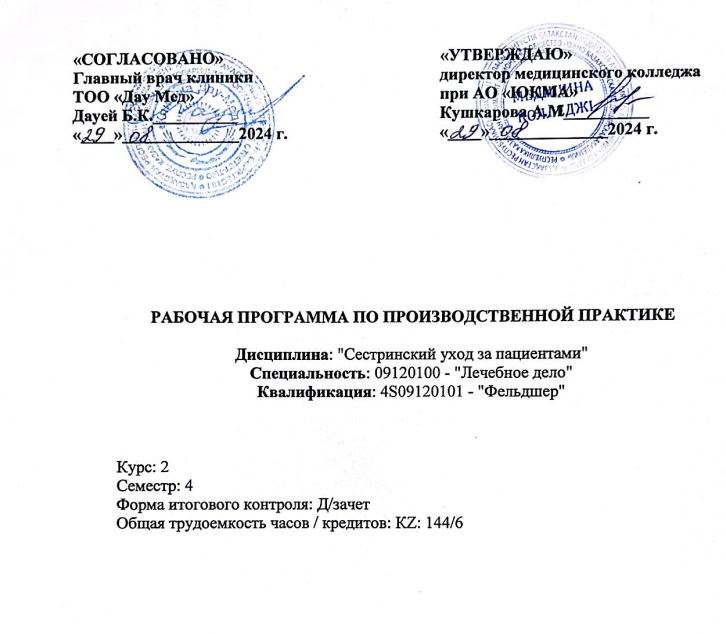 «СОГЛАСОВАНО»
Главный врач клиники
ТОО «Дау Мед»
Дауей Б.К.
«29» 08 2024 г.
«УТВЕРЖДАЮ»
директор медицинского колледжа
при АО «ЮКМА»
Кушкарова А.М.
«29» 08 2024 г.
МЕДИЦИНА
КОЛЛЕДЖІ
РАБОЧАЯ ПРОГРАММА ПО ПРОИЗВОДСТВЕННОЙ ПРАКТИКЕ
Дисциплина: "Сестринский уход за пациентами"
Специальность: 09120100 - "Лечебное дело"
Квалификация: 4S09120101 - "Фельдшер"
Курс: 2
Семестр: 4
Форма итогового контроля: Д/зачет
Общая трудоемкость часов / кредитов: KZ: 144/6